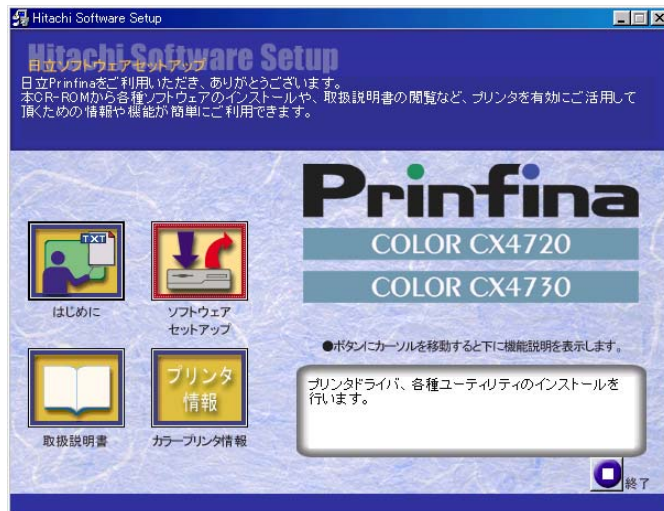 Hitachi Software Setup
Hitachi Software Setup
日立ソフトウェアセットアップ
日立Prinfinaをご利用いただき、ありがとうございます。
本CR-ROMから各種ソフトウェアのインストールや、取扱説明書の閲覧など、プリンタを有効にご活用して
頂くための情報や機能が簡単にご利用できます。
Prinfina
COLOR CX4720
COLOR CX4730
TXT
はじめに
ソフトウェア
セットアップ
●ボタンにカーソルを移動すると下に機能説明を表示します。
プリンタ
情報
取扱説明書
カラープリンタ情報
プリンタドライバ、各種ユーティリティのインストールを
行います。
終了